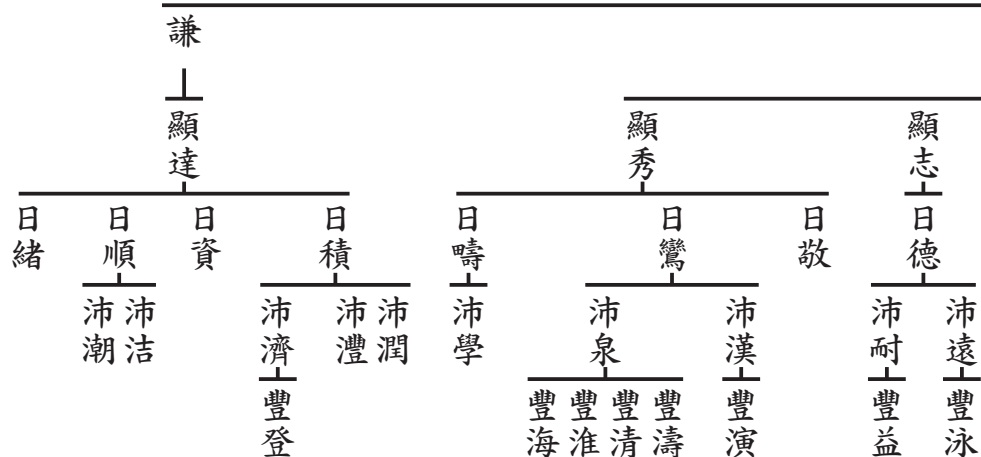 謙
顯達
顯秀
顯志
日緒
日順
日資
日積
日疇
日鸞
日敬
日德
沛潮
沛洁
沛濟
沛灃
沛潤
沛學
沛泉
沛漢
沛耐
沛遠
豐登
豐海
豐淮
豐清
豐濤
豐演
豐益
豐泳